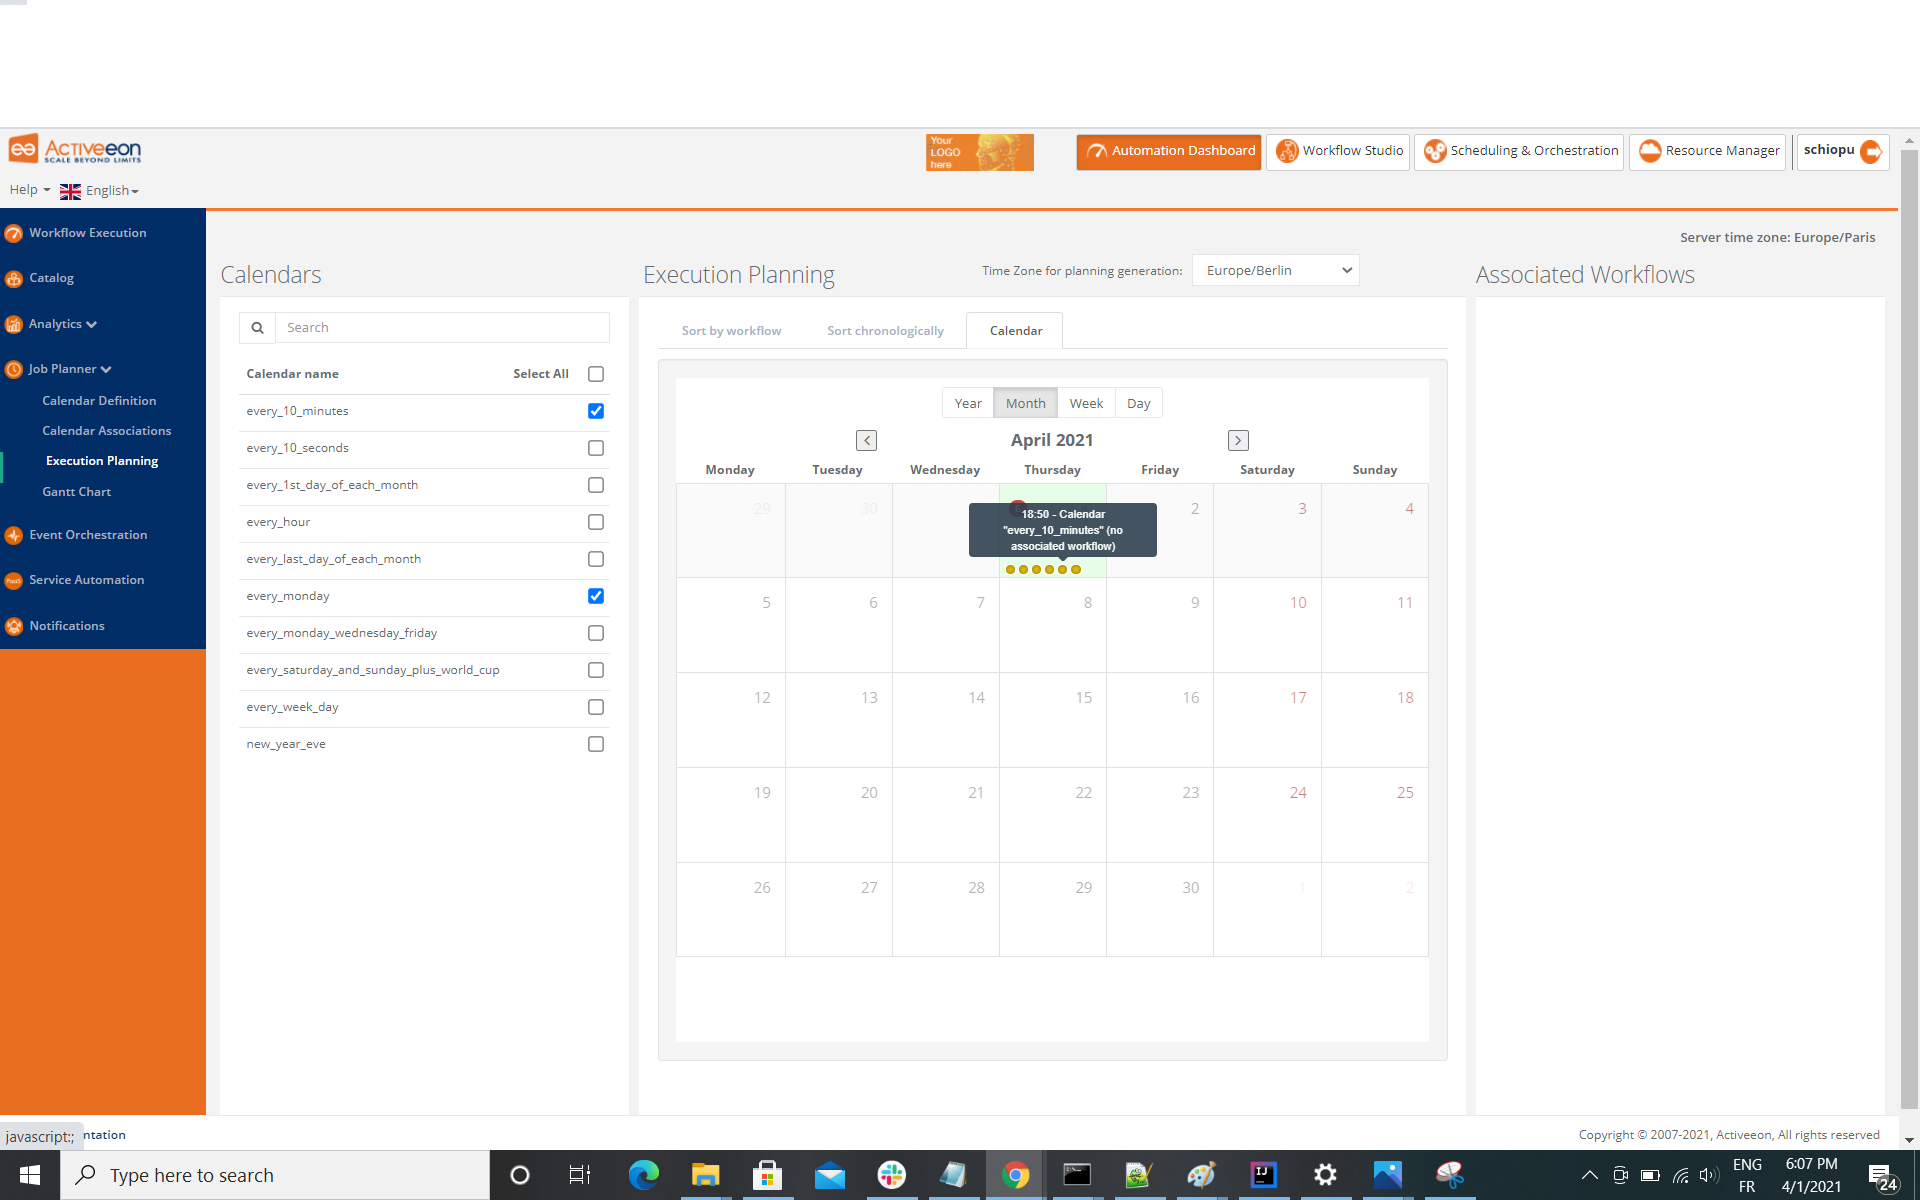 Activeeon
SCALE BEYOND LIMITS
Your
LOGO
here
Automation Dashboard
Workflow Studio
Scheduling & Orchestration
Resource Manager
schiopu
Help
English
Workflow Execution
Catalog
Analytics
Job Planner
Calendar Definition
Calendar Associations
Execution Planning
Gantt Chart
Event Orchestration
Service Automation
Notifications
Server time zone: Europe/Paris
Calendars
Search
Calendar name Select All
every_10_minutes
every_10_seconds
every_1st_day_of_each_month
every_hour
every_last_day_of_each_month
every_monday
every_monday_wednesday_friday
every_saturday_and_sunday_plus_world_cup
every_week_day
new_year_eve
Execution Planning
Time Zone for planning generation: Europe/Berlin
Sort by workflow Sort chronologically Calendar
Year Month Week Day
April 2021
Monday Tuesday Wednesday Thursday Friday Saturday Sunday
29 30 2 3 4
18:50 - Calendar
"every_10_minutes" (no
associated workflow)
5 6 7 8 9 10 11
12 13 14 15 16 17 18
19 20 21 22 23 24 25
26 27 28 29 30 1 2
Associated Workflows
javascript:;
ntation
Copyright © 2007-2021, Activeeon, All rights reserved
Type here to search
ENG
FR
6:07 PM
4/1/2021
24